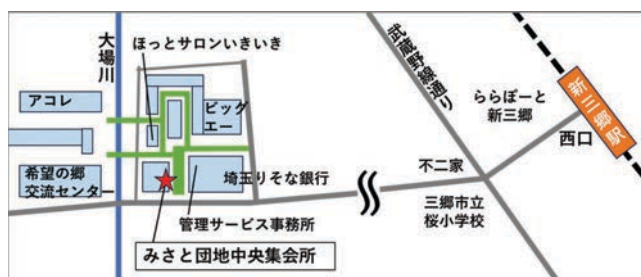 大場川
ほっとサロンいきいき
アコレ
ビッグ
エー
希望の郷
交流センター
埼玉りそな銀行
管理サービス事務所
みさと団地中央集会所
武蔵野線通り
ららぽーと
新三郷
新三郷駅
西口
不二家
三郷市立
桜小学校